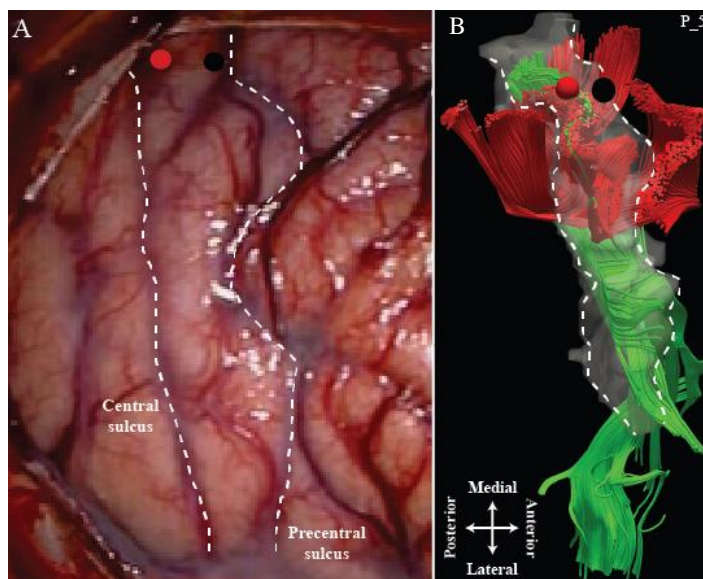 A
B
P_5
Central
sulcus
Precentral
sulcus
Medial
Posterior
Anterior
Lateral